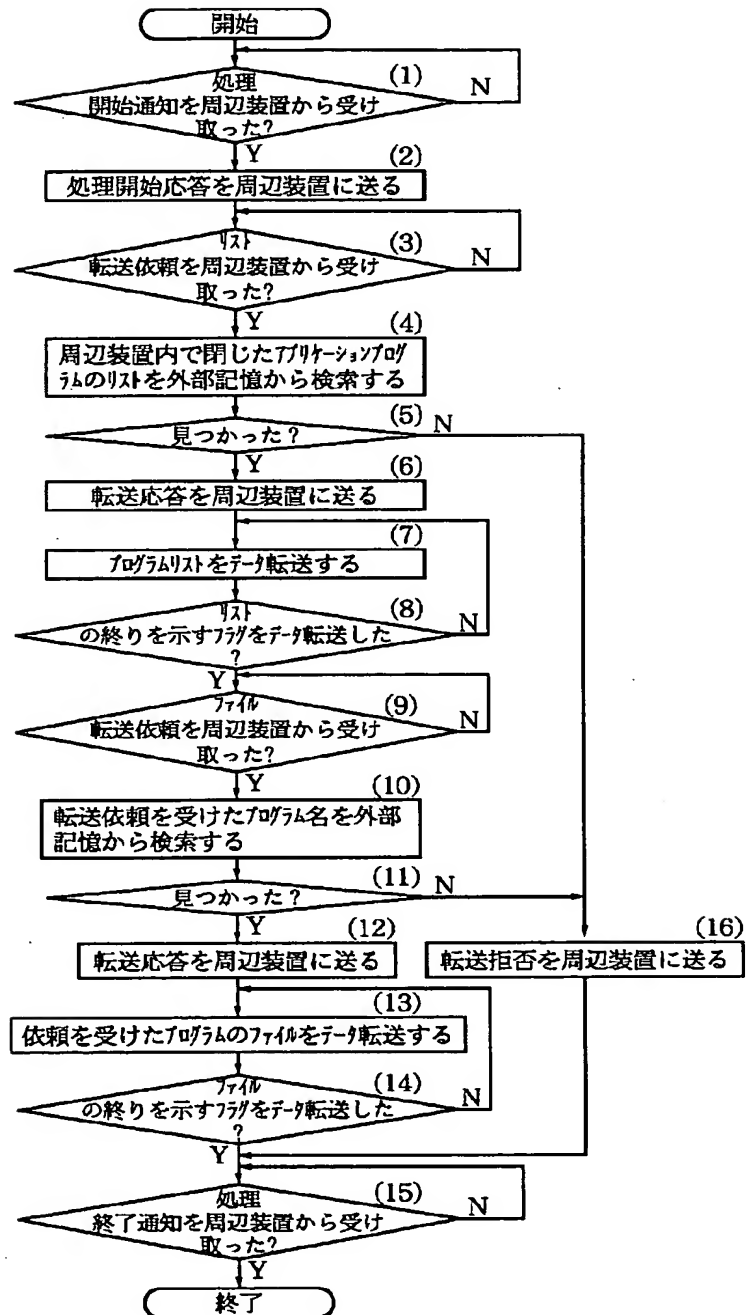 開始
処理
(1)
開始通知を周辺装置から受け
N
取った?
Y
(2)
処理開始応答を周辺装置に送る
リスト
(3)
転送依頼を周辺装置から受け
N
取った?
Y
(4)
周辺装置内で閉じたアプリケーションプログ
ラムのリストを外部記憶から検索する
(5)
N
見つかった?
Y
(6)
転送応答を周辺装置に送る
(7)
プログラムリストをデータ転送する
リスト
(8)
の終りを示すフラグをデータ転送した
N
?
Y
ファイル
(9)
転送依頼を周辺装置から受け
N
取った?
Y
(10)
転送依頼を受けたプログラム名を外部
記憶から検索する
(11)
N
見つかった?
Y
(12)
(16)
転送応答を周辺装置に送る
転送拒否を周辺装置に送る
(13)
依頼を受けたプログラムのファイルをデータ転送する
ファイル
(14)
の終りを示すフラグをデータ転送した
N
?
Y
処理
(15)
終了通知を周辺装置から受け
N
取った?
Y
終了